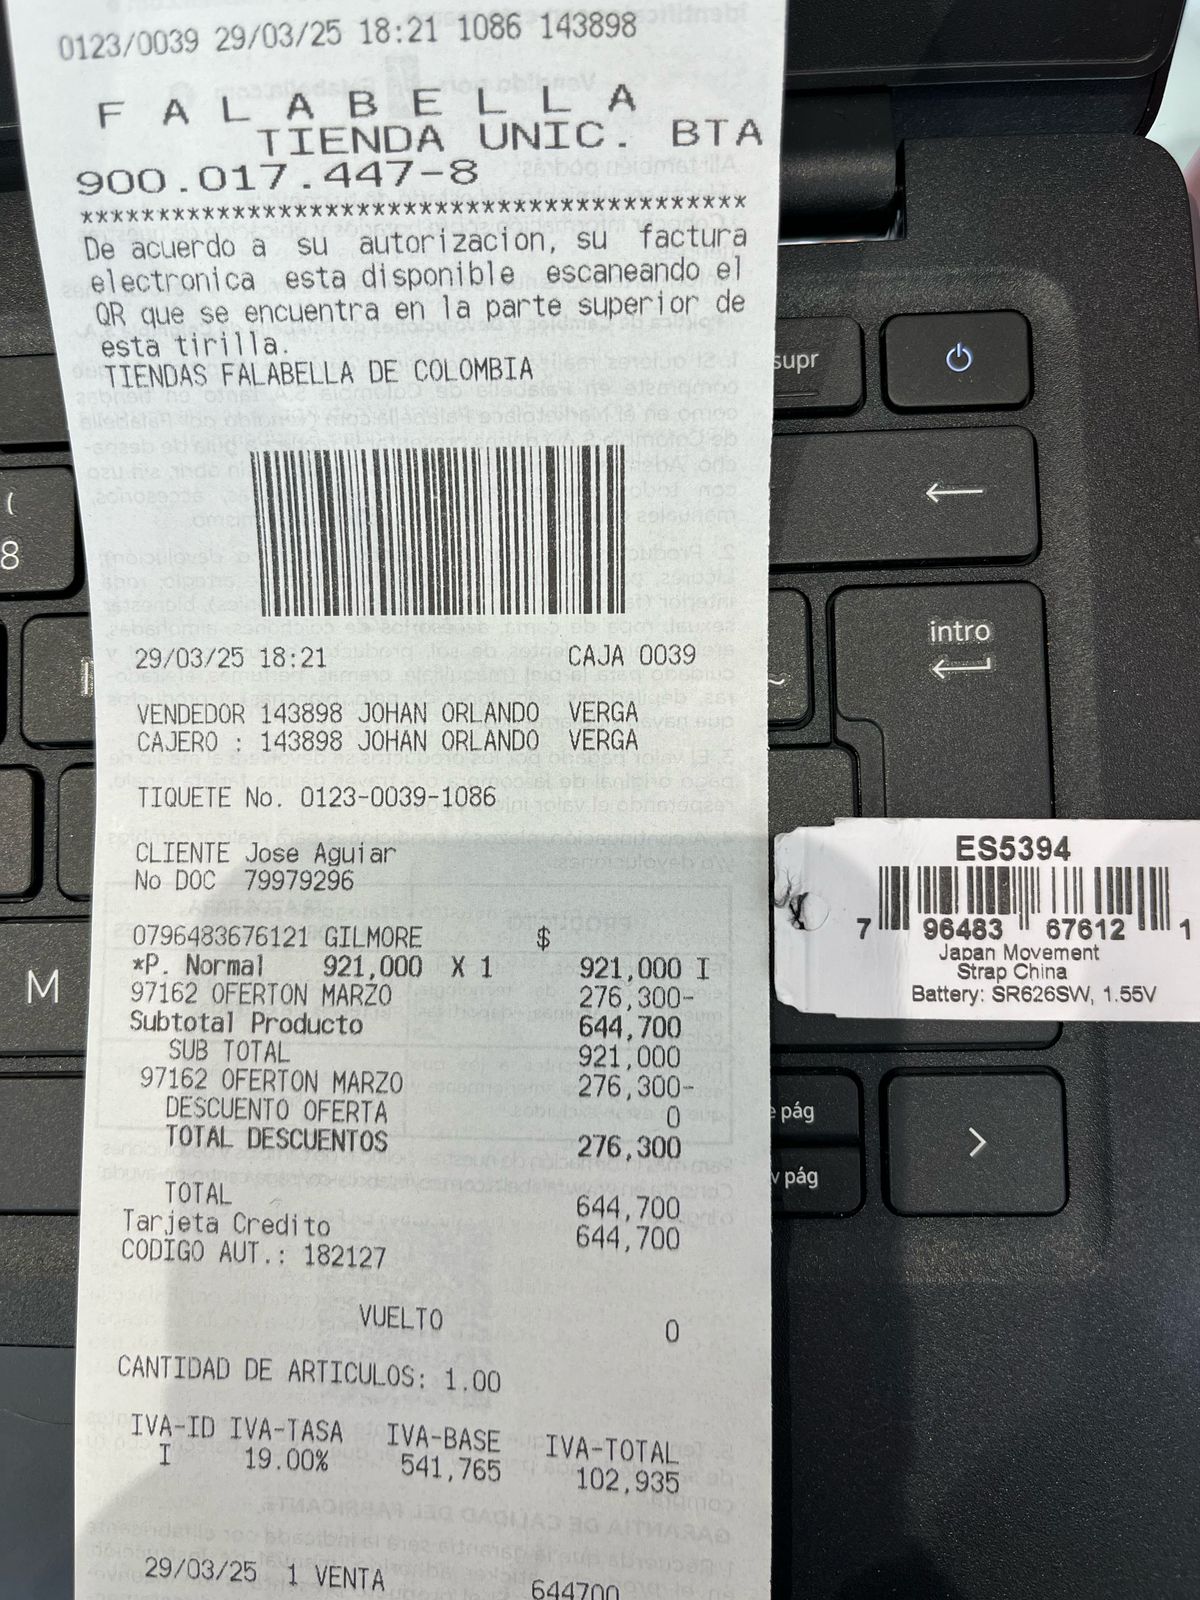 0123/0039 29/03/25 18:21 1086 143898
F A L A B E L L A
TIENDA UNIC. BTA
900.017.447-8
*******************************************
De acuerdo a su autorizacion, su factura
electronica esta disponible escaneando el
QR que se encuentra en la parte superior de
esta tirilla.
TIENDAS FALABELLA DE COLOMBIA
29/03/25 18:21 CAJA 0039
VENDEDOR 143898 JOHAN ORLANDO VERGA
CAJERO : 143898 JOHAN ORLANDO VERGA
TIQUETE No. 0123-0039-1086
CLIENTE Jose Aguiar
No DOC 79979296
0796483676121 GILMORE $
*P. Normal 921,000 X 1 921,000 I
97162 OFERTON MARZO 276,300-
Subtotal Producto 644,700
SUB TOTAL 921,000
97162 OFERTON MARZO 276,300-
DESCUENTO OFERTA 0
TOTAL DESCUENTOS 276,300
TOTAL 644,700
Tarjeta Credito 644,700
CODIGO AUT.: 182127
VUELTO 0
CANTIDAD DE ARTICULOS: 1.00
IVA-ID IVA-TASA IVA-BASE IVA-TOTAL
I 19.00% 541,765 102,935
29/03/25 1 VENTA 644700
ES5394
7 96483 67612 1
Japan Movement
Strap China
Battery: SR626SW, 1.55V
supr
(
8
intro
~
M
pág
pág